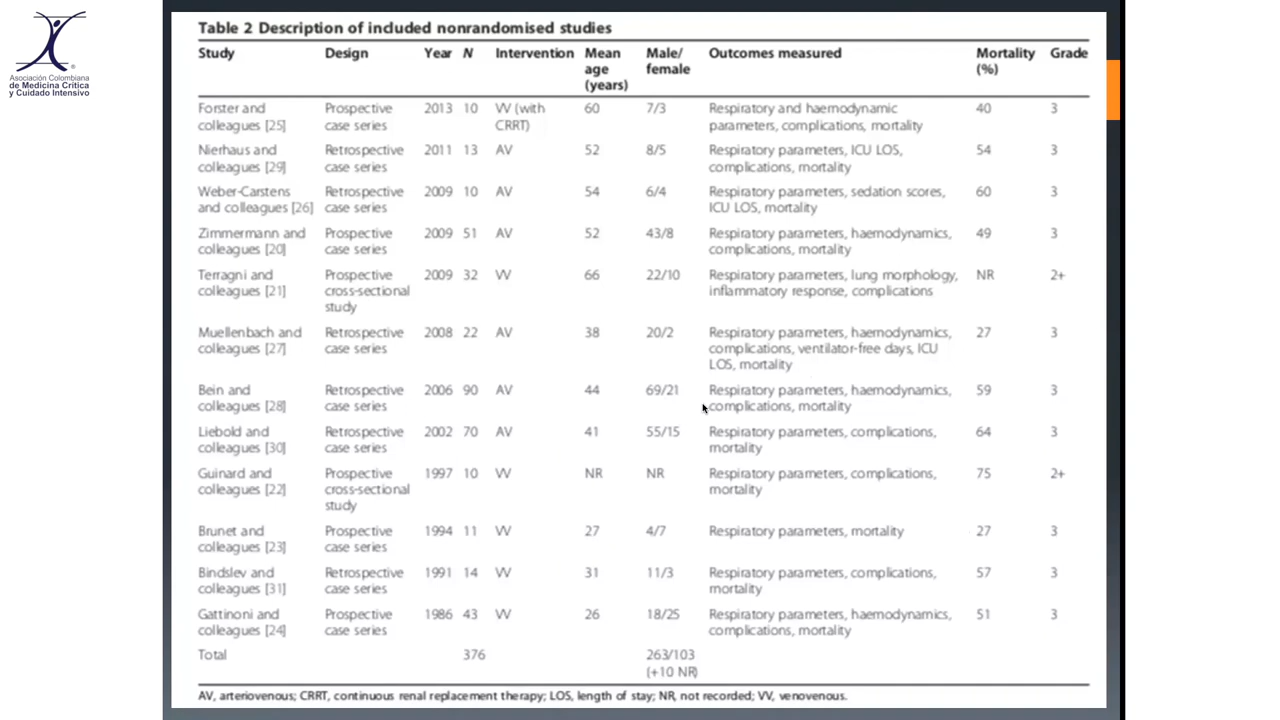 Asociación Colombiana
de Medicina Crítica
y Cuidado Intensivo
Table 2 Description of included nonrandomised studies
Study Design Year N Intervention Mean age (years) Male/female Outcomes measured Mortality (%) Grade
Forster and colleagues [25] Prospective case series 2013 10 VV (with CRRT) 60 7/3 Respiratory and haemodynamic parameters, complications, mortality 40 3
Nierhaus and colleagues [29] Retrospective case series 2011 13 AV 52 8/5 Respiratory parameters, ICU LOS, complications, mortality 54 3
Weber-Carstens and colleagues [26] Retrospective case series 2009 10 AV 54 6/4 Respiratory parameters, sedation scores, ICU LOS, mortality 60 3
Zimmermann and colleagues [20] Prospective case series 2009 51 AV 52 43/8 Respiratory parameters, haemodynamics, complications, mortality 49 3
Terragni and colleagues [21] Prospective cross-sectional study 2009 32 VV 66 22/10 Respiratory parameters, lung morphology, inflammatory response, complications NR 2+
Muellenbach and colleagues [27] Retrospective case series 2008 22 AV 38 20/2 Respiratory parameters, haemodynamics, complications, ventilator-free days, ICU LOS, mortality 27 3
Bein and colleagues [28] Retrospective case series 2006 90 AV 44 69/21 Respiratory parameters, haemodynamics, complications, mortality 59 3
Liebold and colleagues [30] Retrospective case series 2002 70 AV 41 55/15 Respiratory parameters, complications, mortality 64 3
Guinard and colleagues [22] Prospective cross-sectional study 1997 10 VV NR NR Respiratory parameters, complications, mortality 75 2+
Brunet and colleagues [23] Prospective case series 1994 11 VV 27 4/7 Respiratory parameters, mortality 27 3
Bindslev and colleagues [31] Retrospective case series 1991 14 VV 31 11/3 Respiratory parameters, complications, mortality 57 3
Gattinoni and colleagues [24] Prospective case series 1986 43 VV 26 18/25 Respiratory parameters, haemodynamics, complications, mortality 51 3
Total 376 263/103 (+10 NR)
AV, arteriovenous; CRRT, continuous renal replacement therapy; LOS, length of stay; NR, not recorded; VV, venovenous.